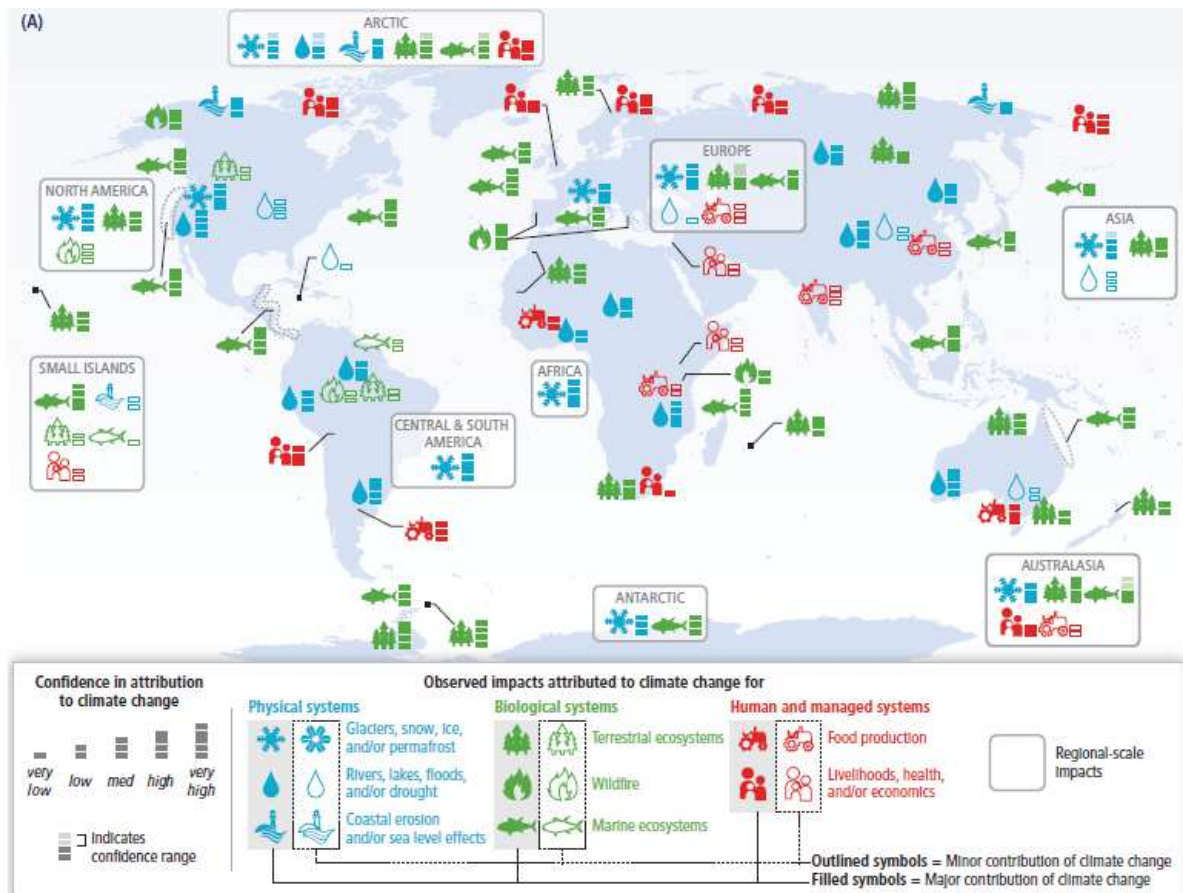 (A)
ARCTIC
NORTH AMERICA
EUROPE
ASIA
SMALL ISLANDS
AFRICA
CENTRAL & SOUTH
AMERICA
ANTARCTIC
AUSTRALASIA
Confidence in attribution
to climate change
very
low
low
med
high
very
high
Indicates
confidence range
Observed impacts attributed to climate change for
Physical systems
Glaciers, snow, ice,
and/or permafrost
Rivers, lakes, floods,
and/or drought
Coastal erosion
and/or sea level effects
Biological systems
Terrestrial ecosystems
Wildfire
Marine ecosystems
Human and managed systems
Food production
Livelihoods, health,
and/or economics
Regional-scale
impacts
Outlined symbols = Minor contribution of climate change
Filled symbols = Major contribution of climate change